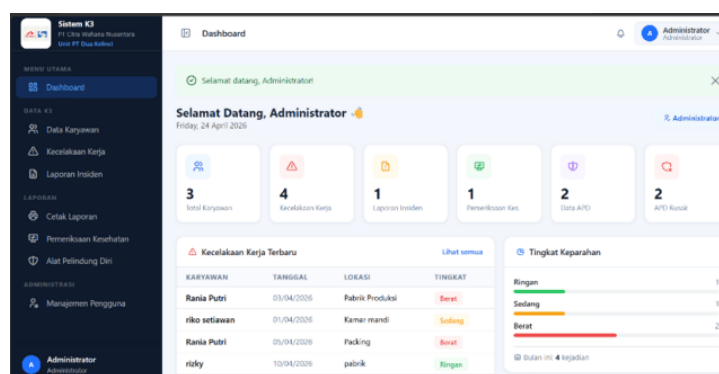 Sistem K3
PT Citra Wahana Nusantara
Unit PT Dua Kelinci
MENU UTAMA
Dashboard
DATA K3
Data Karyawan
Kecelakaan Kerja
Laporan Insiden
LAPORAN
Cetak Laporan
Pemeriksaan Kesehatan
Alat Pelindung Diri
ADMINISTRASI
Manajemen Pengguna
A
Administrator
Administrator
Dashboard
A
Administrator
Administrator
Selamat datang, Administrator!
Selamat Datang, Administrator 👋
Friday, 24 April 2026
Administrator
3
Total Karyawan
4
Kecelakaan Kerja
1
Laporan Insiden
1
Pemeriksaan Kes.
2
Data APD
2
APD Rusak
Kecelakaan Kerja Terbaru
Lihat semua
KARYAWAN TANGGAL LOKASI TINGKAT
Rania Putri 03/04/2026 Pabrik Produksi Berat
riko setiawan 01/04/2026 Kamar mandi Sedang
Rania Putri 05/04/2026 Packing Berat
rizky 10/04/2026 pabrik Ringan
Tingkat Keparahan
Ringan 1
Sedang 1
Berat 2
Bulan ini: 4 kejadian